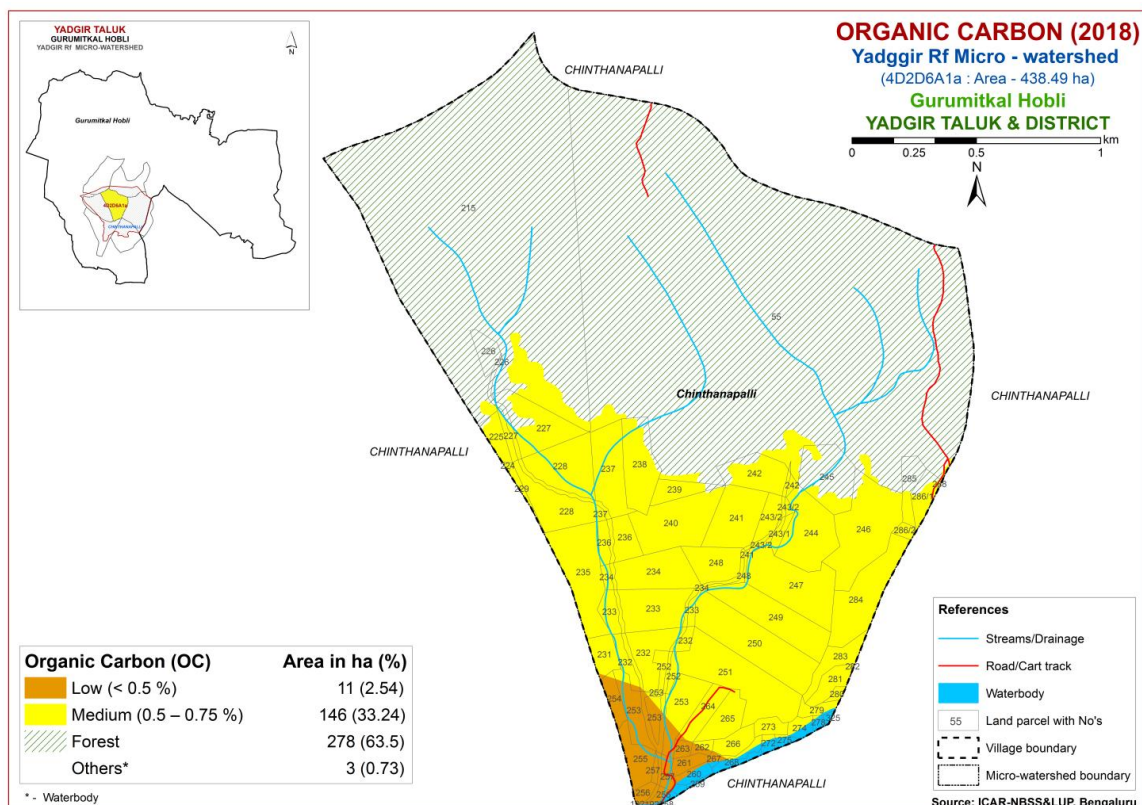 YADGIR TALUK
GURUMITKAL HOBLI
YADGIR Rf MICRO-WATERSHED
N
Gurumitkal Hobli
4D2D6A1a
CHINTHANAPALLI
ORGANIC CARBON (2018)
Yadggir Rf Micro - watershed
(4D2D6A1a : Area - 438.49 ha)
Gurumitkal Hobli
YADGIR TALUK & DISTRICT
km
0 0.25 0.5 1
N
CHINTHANAPALLI
215
55
226
226
Chinthanapalli
CHINTHANAPALLI
CHINTHANAPALLI
225 227 227
224 228 237 238 242 245 285
229 239 242 286/1
228 237 240 241 243/2 243/2 244 246 286/2
236 236 243/1
243/2
241
235 234 234 248 248 247
234
233 233 233 249 284
232 250
231 232 232 252 251 283
252 282
253 281
254 253 253 264 280
253 265 279
273 274 278
263 262 266 272
255 261 267 268
257 260
256
CHINTHANAPALLI
Organic Carbon (OC) Area in ha (%)
Low (< 0.5 %) 11 (2.54)
Medium (0.5 – 0.75 %) 146 (33.24)
Forest 278 (63.5)
Others* 3 (0.73)
* - Waterbody
References
Streams/Drainage
Road/Cart track
Waterbody
55 Land parcel with No's
Village boundary
Micro-watershed boundary
Source: ICAR-NBSS&LUP, Bengaluru